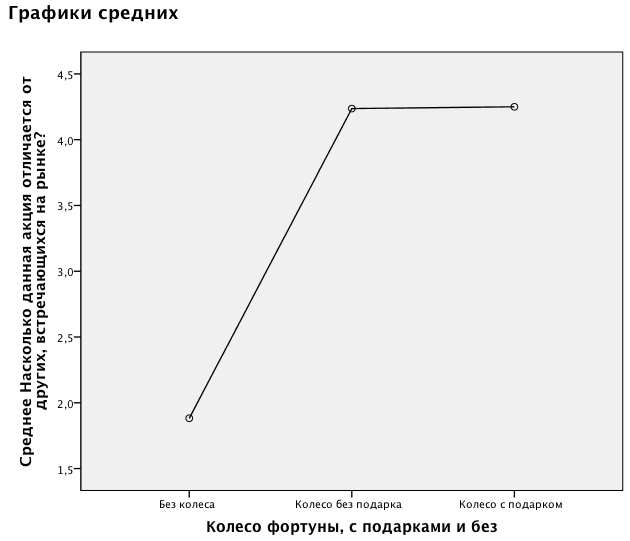 Графики средних
Среднее Насколько данная акция отличается от
других, встречающихся на рынке?
4,5
4,0
3,5
3,0
2,5
2,0
1,5
Без колеса
Колесо без подарка
Колесо с подарком
Колесо фортуны, с подарками и без